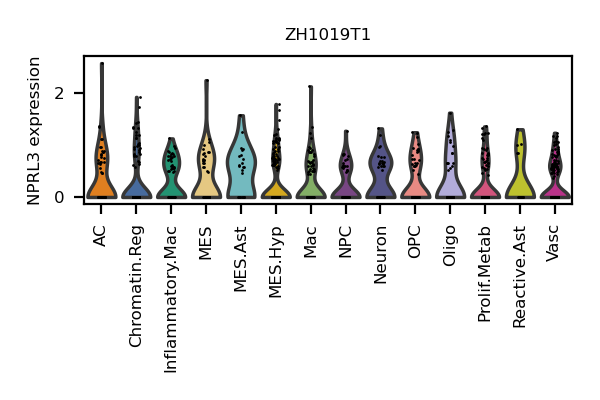 ZH1019T1
NPRL3 expression
2
0
AC
Chromatin.Reg
Inflammatory.Mac
MES
MES.Ast
MES.Hyp
Mac
NPC
Neuron
OPC
Oligo
Prolif.Metab
Reactive.Ast
Vasc